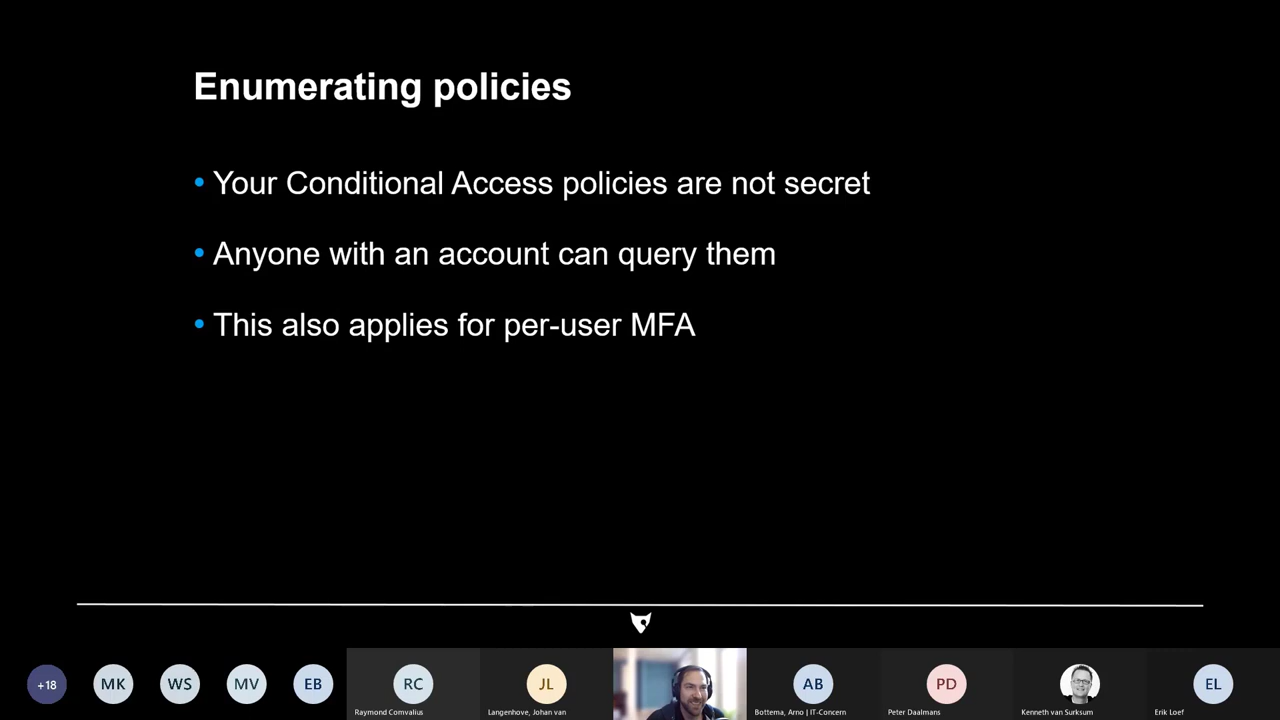 Enumerating policies
• Your Conditional Access policies are not secret
• Anyone with an account can query them
• This also applies for per-user MFA
+18
MK
WS
MV
EB
RC
JL
AB
PD
EL
Raymond Comvalius
Langenhove, Johan van
Bottema, Arno | IT-Concern
Peter Daalmans
Kenneth van Surksum
Erik Loef